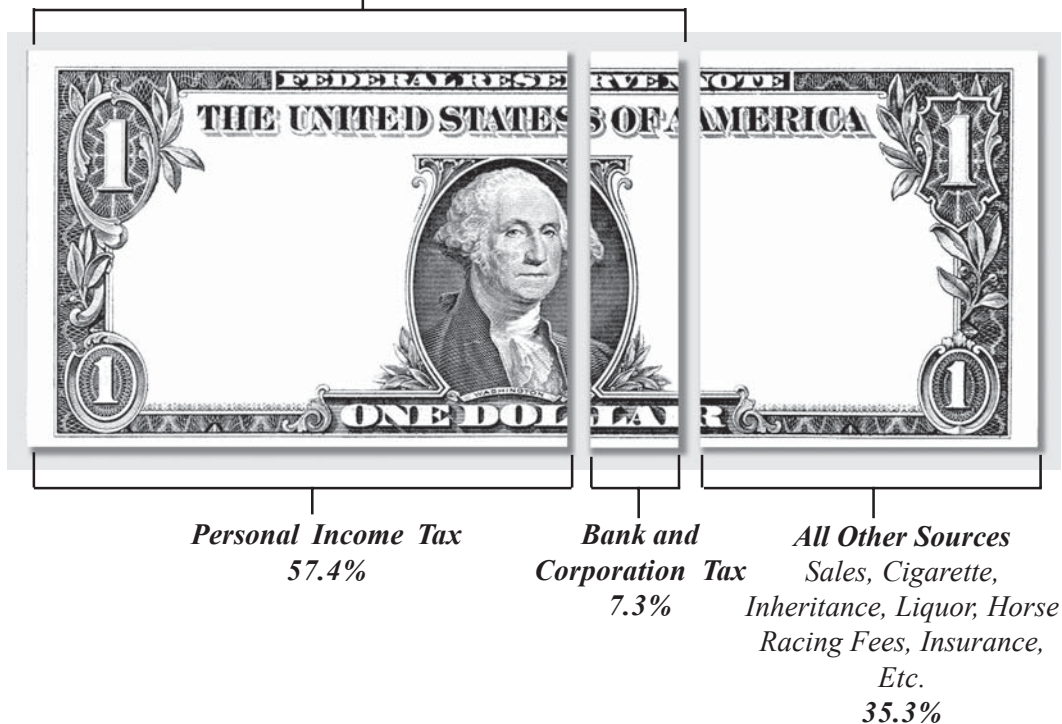 1
FEDERAL RESERVE NOTE
THE UNITED STATES S OF A AMERICA
1
WASHINGTON
1
ONE DOLL LAR
1
Personal Income Tax
57.4%
Bank and
Corporation Tax
7.3%
All Other Sources
Sales, Cigarette,
Inheritance, Liquor, Horse
Racing Fees, Insurance,
Etc.
35.3%